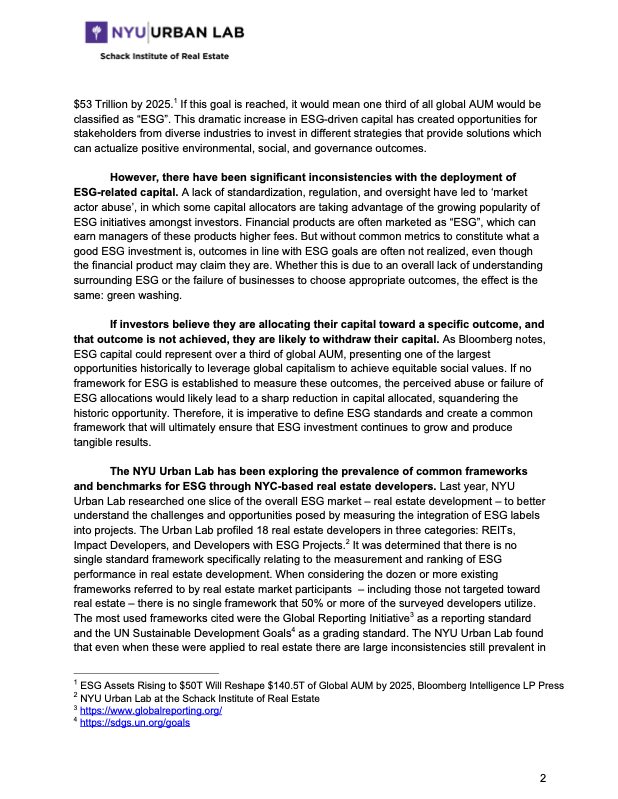 NYU URBAN LAB
Schack Institute of Real Estate
$53 Trillion by 2025.1 If this goal is reached, it would mean one third of all global AUM would be
classified as “ESG”. This dramatic increase in ESG-driven capital has created opportunities for
stakeholders from diverse industries to invest in different strategies that provide solutions which
can actualize positive environmental, social, and governance outcomes.
However, there have been significant inconsistencies with the deployment of
ESG-related capital. A lack of standardization, regulation, and oversight have led to ‘market
actor abuse’, in which some capital allocators are taking advantage of the growing popularity of
ESG initiatives amongst investors. Financial products are often marketed as “ESG”, which can
earn managers of these products higher fees. But without common metrics to constitute what a
good ESG investment is, outcomes in line with ESG goals are often not realized, even though
the financial product may claim they are. Whether this is due to an overall lack of understanding
surrounding ESG or the failure of businesses to choose appropriate outcomes, the effect is the
same: green washing.
If investors believe they are allocating their capital toward a specific outcome, and
that outcome is not achieved, they are likely to withdraw their capital. As Bloomberg notes,
ESG capital could represent over a third of global AUM, presenting one of the largest
opportunities historically to leverage global capitalism to achieve equitable social values. If no
framework for ESG is established to measure these outcomes, the perceived abuse or failure of
ESG allocations would likely lead to a sharp reduction in capital allocated, squandering the
historic opportunity. Therefore, it is imperative to define ESG standards and create a common
framework that will ultimately ensure that ESG investment continues to grow and produce
tangible results.
The NYU Urban Lab has been exploring the prevalence of common frameworks
and benchmarks for ESG through NYC-based real estate developers. Last year, NYU
Urban Lab researched one slice of the overall ESG market – real estate development – to better
understand the challenges and opportunities posed by measuring the integration of ESG labels
into projects. The Urban Lab profiled 18 real estate developers in three categories: REITs,
Impact Developers, and Developers with ESG Projects.2 It was determined that there is no
single standard framework specifically relating to the measurement and ranking of ESG
performance in real estate development. When considering the dozen or more existing
frameworks referred to by real estate market participants – including those not targeted toward
real estate – there is no single framework that 50% or more of the surveyed developers utilize.
The most used frameworks cited were the Global Reporting Initiative3 as a reporting standard
and the UN Sustainable Development Goals4 as a grading standard. The NYU Urban Lab found
that even when these were applied to real estate there are large inconsistencies still prevalent in
1 ESG Assets Rising to $50T Will Reshape $140.5T of Global AUM by 2025, Bloomberg Intelligence LP Press
2 NYU Urban Lab at the Schack Institute of Real Estate
3 https://www.globalreporting.org/
4 https://sdgs.un.org/goals
2